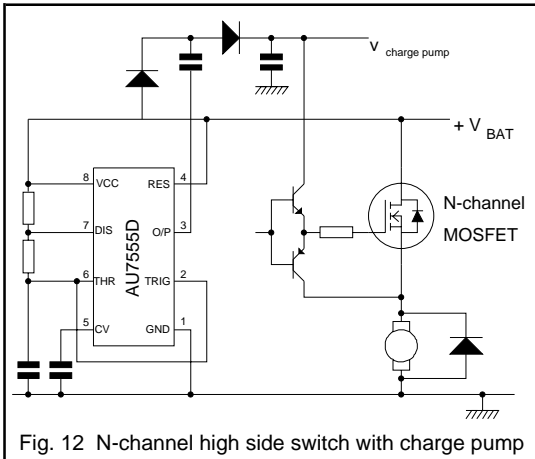 v charge pump
+ V BAT
8 VCC RES 4
N-channel
7 DIS O/P 3
MOSFET
AU7555D
6 THR TRIG 2
5 CV GND 1
Fig. 12 N-channel high side switch with charge pump